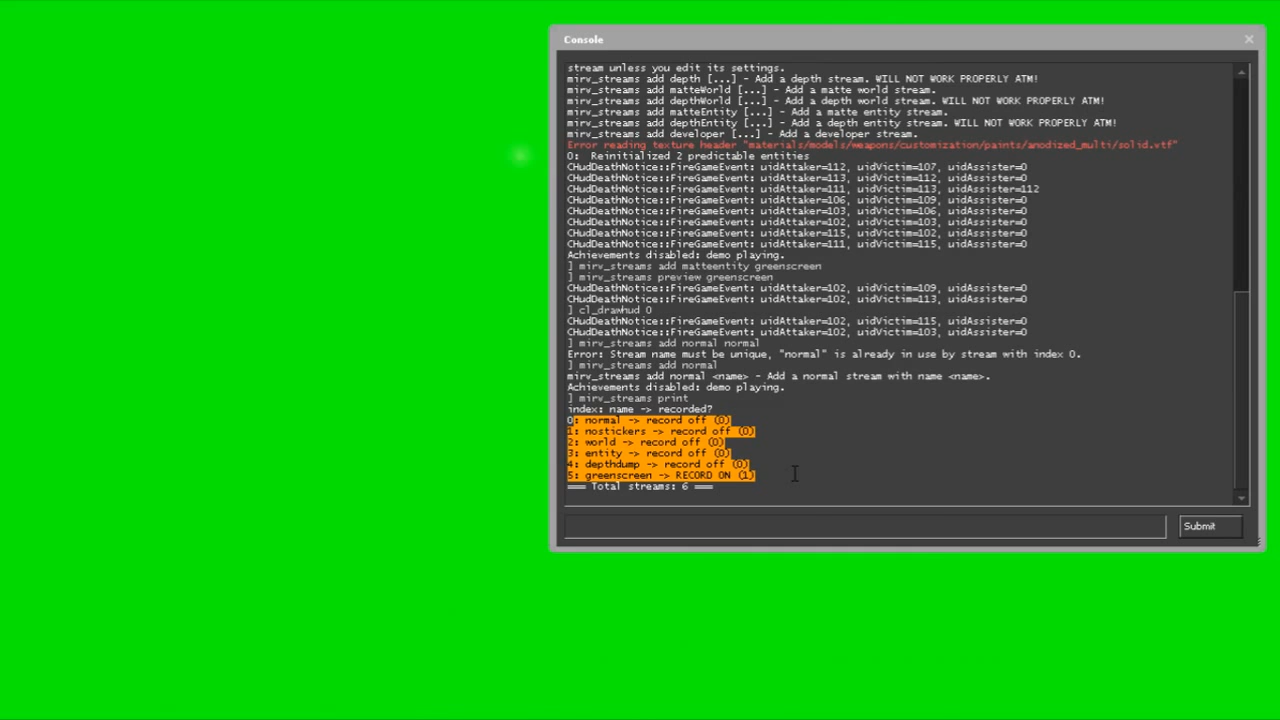 Console
stream unless you edit its settings.
mirv_streams add depth [...] - Add a depth stream. WILL NOT WORK PROPERLY ATM!
mirv_streams add matteWorld [...] - Add a matte world stream.
mirv_streams add depthWorld [...] - Add a depth world stream. WILL NOT WORK PROPERLY ATM!
mirv_streams add matteEntity [...] - Add a matte entity stream.
mirv_streams add depthEntity [...] - Add a depth entity stream. WILL NOT WORK PROPERLY ATM!
mirv_streams add developer [...] - Add a developer stream.
Error reading texture header "materials/models/weapons/customization/paints/anodized_multi/solid.vtf"
0:  Reinitialized 2 predictable entities
CHudDeathNotice::FireGameEvent: uidAttaker=112, uidVictim=107, uidAssister=0
CHudDeathNotice::FireGameEvent: uidAttaker=113, uidVictim=112, uidAssister=0
CHudDeathNotice::FireGameEvent: uidAttaker=111, uidVictim=113, uidAssister=112
CHudDeathNotice::FireGameEvent: uidAttaker=106, uidVictim=109, uidAssister=0
CHudDeathNotice::FireGameEvent: uidAttaker=103, uidVictim=106, uidAssister=0
CHudDeathNotice::FireGameEvent: uidAttaker=102, uidVictim=103, uidAssister=0
CHudDeathNotice::FireGameEvent: uidAttaker=115, uidVictim=102, uidAssister=0
CHudDeathNotice::FireGameEvent: uidAttaker=111, uidVictim=115, uidAssister=0
Achievements disabled: demo playing.
] mirv_streams add matteentity greenscreen
] mirv_streams preview greenscreen
CHudDeathNotice::FireGameEvent: uidAttaker=102, uidVictim=109, uidAssister=0
CHudDeathNotice::FireGameEvent: uidAttaker=102, uidVictim=113, uidAssister=0
] cl_drawhud 0
CHudDeathNotice::FireGameEvent: uidAttaker=102, uidVictim=115, uidAssister=0
CHudDeathNotice::FireGameEvent: uidAttaker=102, uidVictim=103, uidAssister=0
] mirv_streams add normal normal
Error: Stream name must be unique, "normal" is already in use by stream with index 0.
] mirv_streams add normal
mirv_streams add normal <name> - Add a normal stream with name <name>.
Achievements disabled: demo playing.
] mirv_streams print
index: name -> recorded?
0: normal -> record off (0)
1: nostickers -> record off (0)
2: world -> record off (0)
3: entity -> record off (0)
4: depthdump -> record off (0)
5: greenscreen -> RECORD ON (1)
=== Total streams: 6 ===
Submit